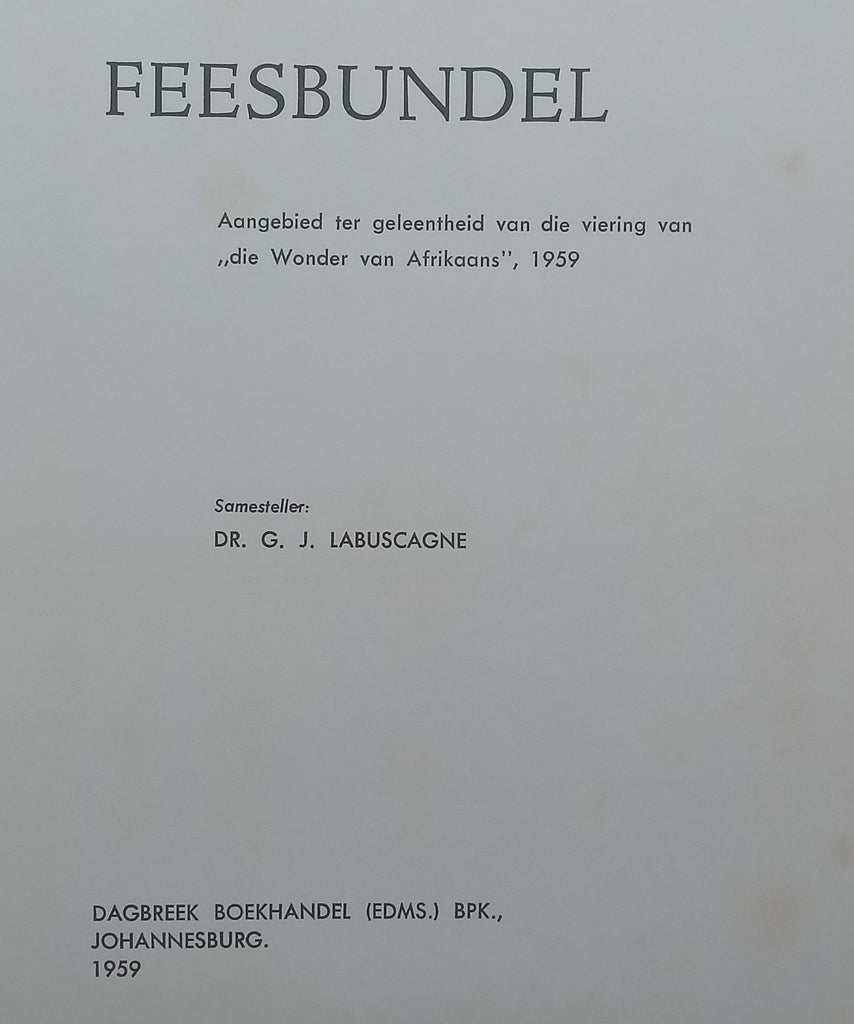 FEESBUNDEL
Aangebied ter geleentheid van die viering van
„die Wonder van Afrikaans”, 1959
Samesteller:
DR. G. J. LABUSCAGNE
DAGBREEK BOEKHANDEL (EDMS.) BPK.,
JOHANNESBURG.
1959